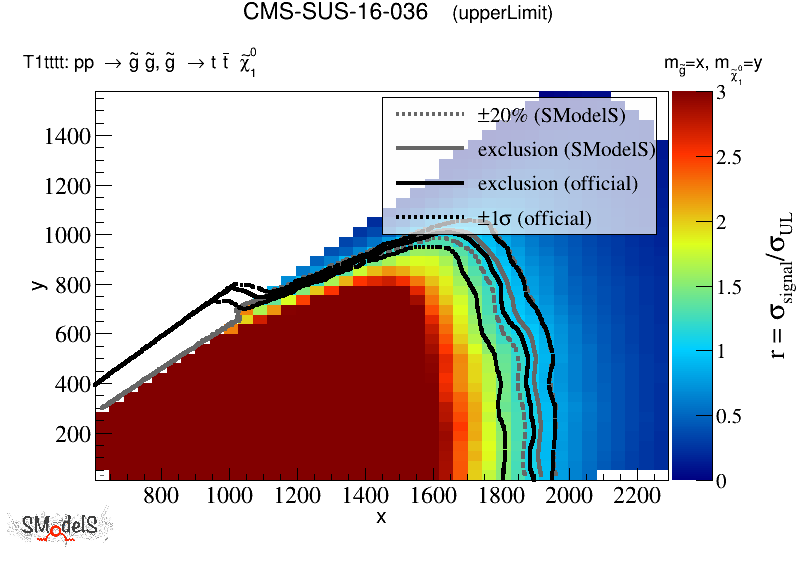 CMS-SUS-16-036 (upperLimit)
T1tttt: pp → g̃ g̃, g̃ → t t̄ χ̃₁⁰
m_g̃=x, m_χ̃₁⁰=y
±20% (SModelS)
exclusion (SModelS)
exclusion (official)
±1σ (official)
1400
1200
1000
800
600
400
200
y
800 1000 1200 1400 1600 1800 2000 2200
x
3
2.5
2
1.5
1
0.5
0
r = σ_signal/σ_UL
SModelS